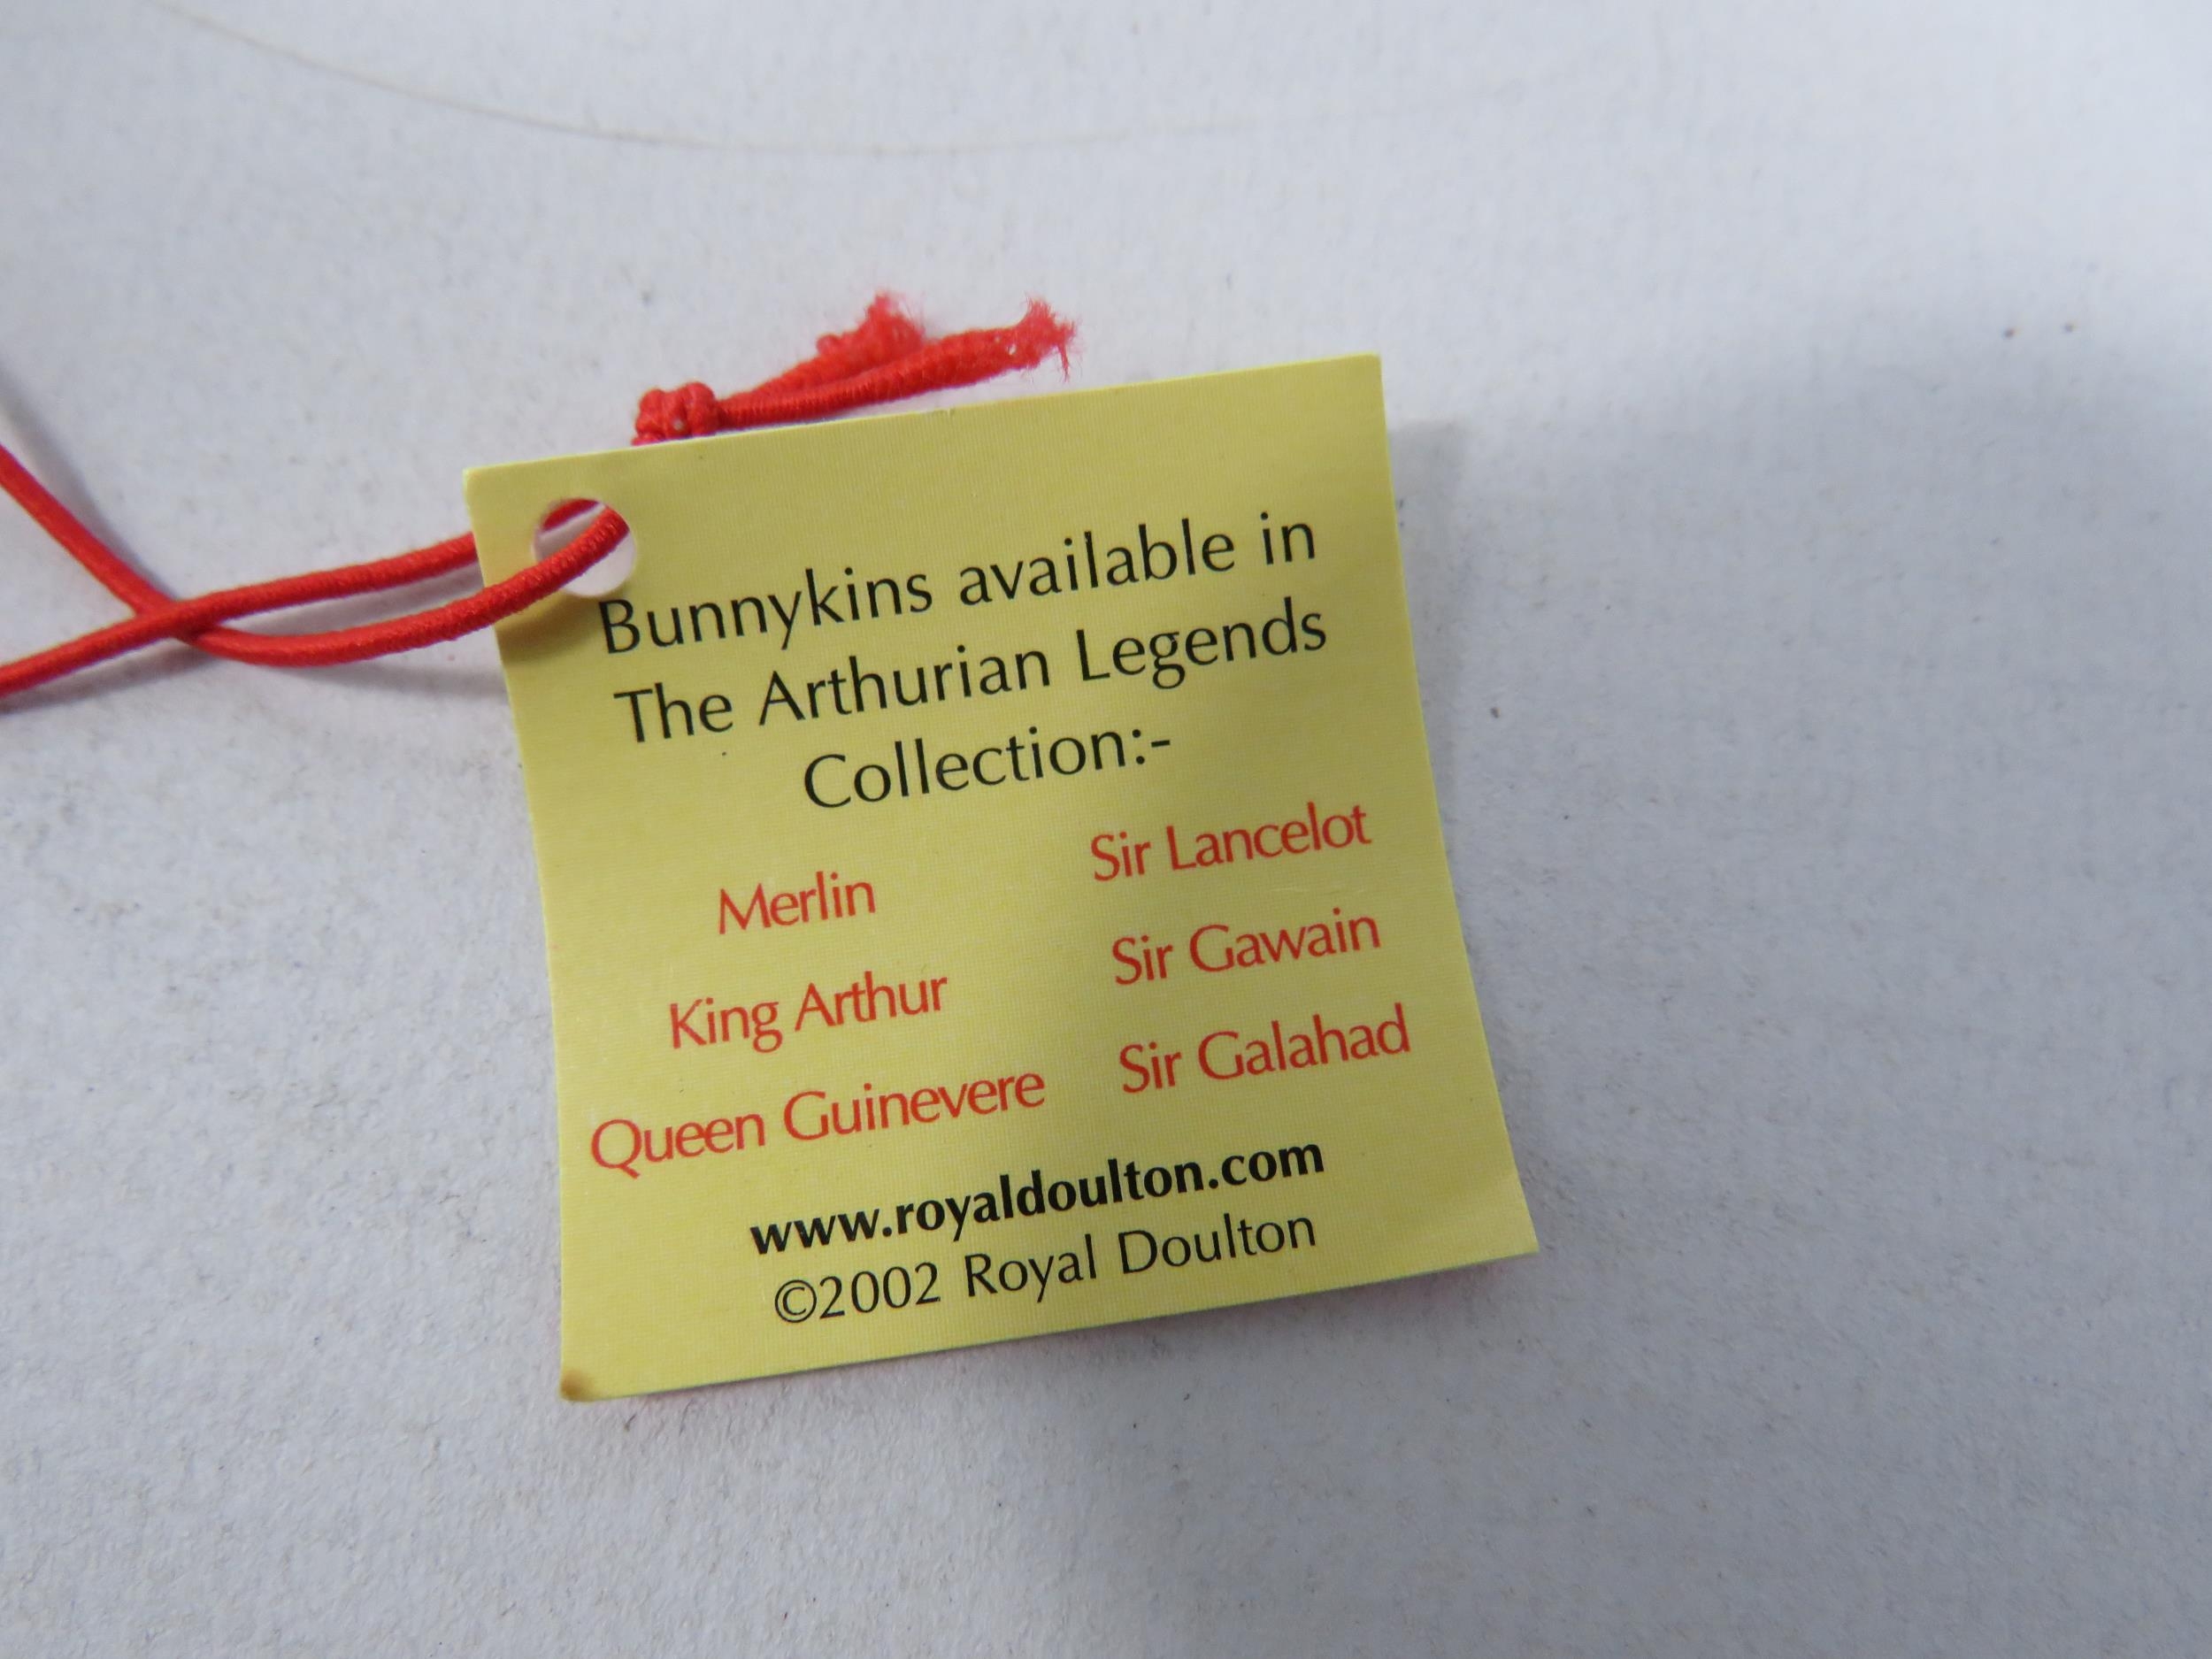 Bunnykins available in
The Arthurian Legends
Collection:-
Merlin
King Arthur
Queen Guinevere
Sir Lancelot
Sir Gawain
Sir Galahad
www.royaldoulton.com
©2002 Royal Doulton